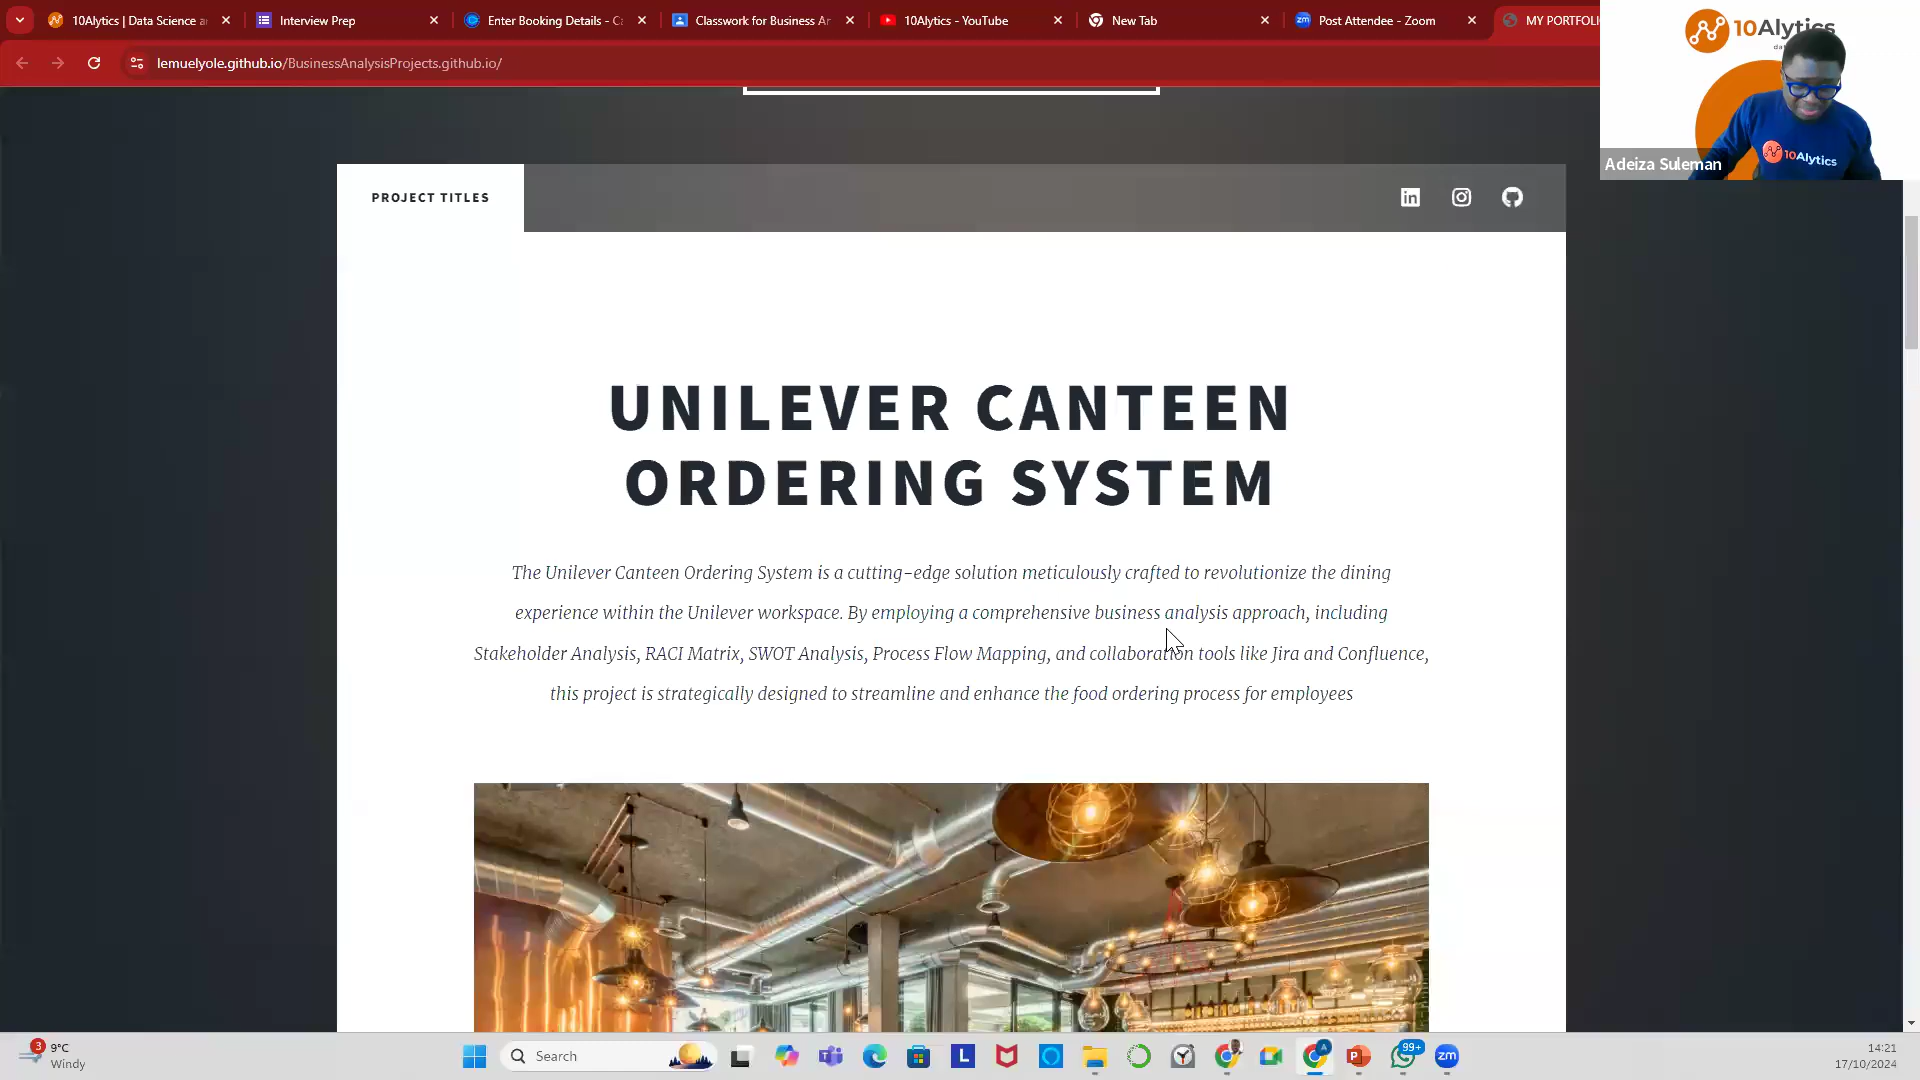 10Alytics | Data Science a
Interview Prep
Enter Booking Details - C
Classwork for Business Ar
10Alytics - YouTube
New Tab
Post Attendee - Zoom
MY PORTFOLI
lemuelyole.github.io/BusinessAnalysisProjects.github.io/
10Alytics
10Alytics
Adeiza Suleman
PROJECT TITLES
UNILEVER CANTEEN
ORDERING SYSTEM
The Unilever Canteen Ordering System is a cutting-edge solution meticulously crafted to revolutionize the dining
experience within the Unilever workspace. By employing a comprehensive business analysis approach, including
Stakeholder Analysis, RACI Matrix, SWOT Analysis, Process Flow Mapping, and collaboration tools like Jira and Confluence,
this project is strategically designed to streamline and enhance the food ordering process for employees
3
9°C
Windy
Search
99+
zm
14:21
17/10/2024